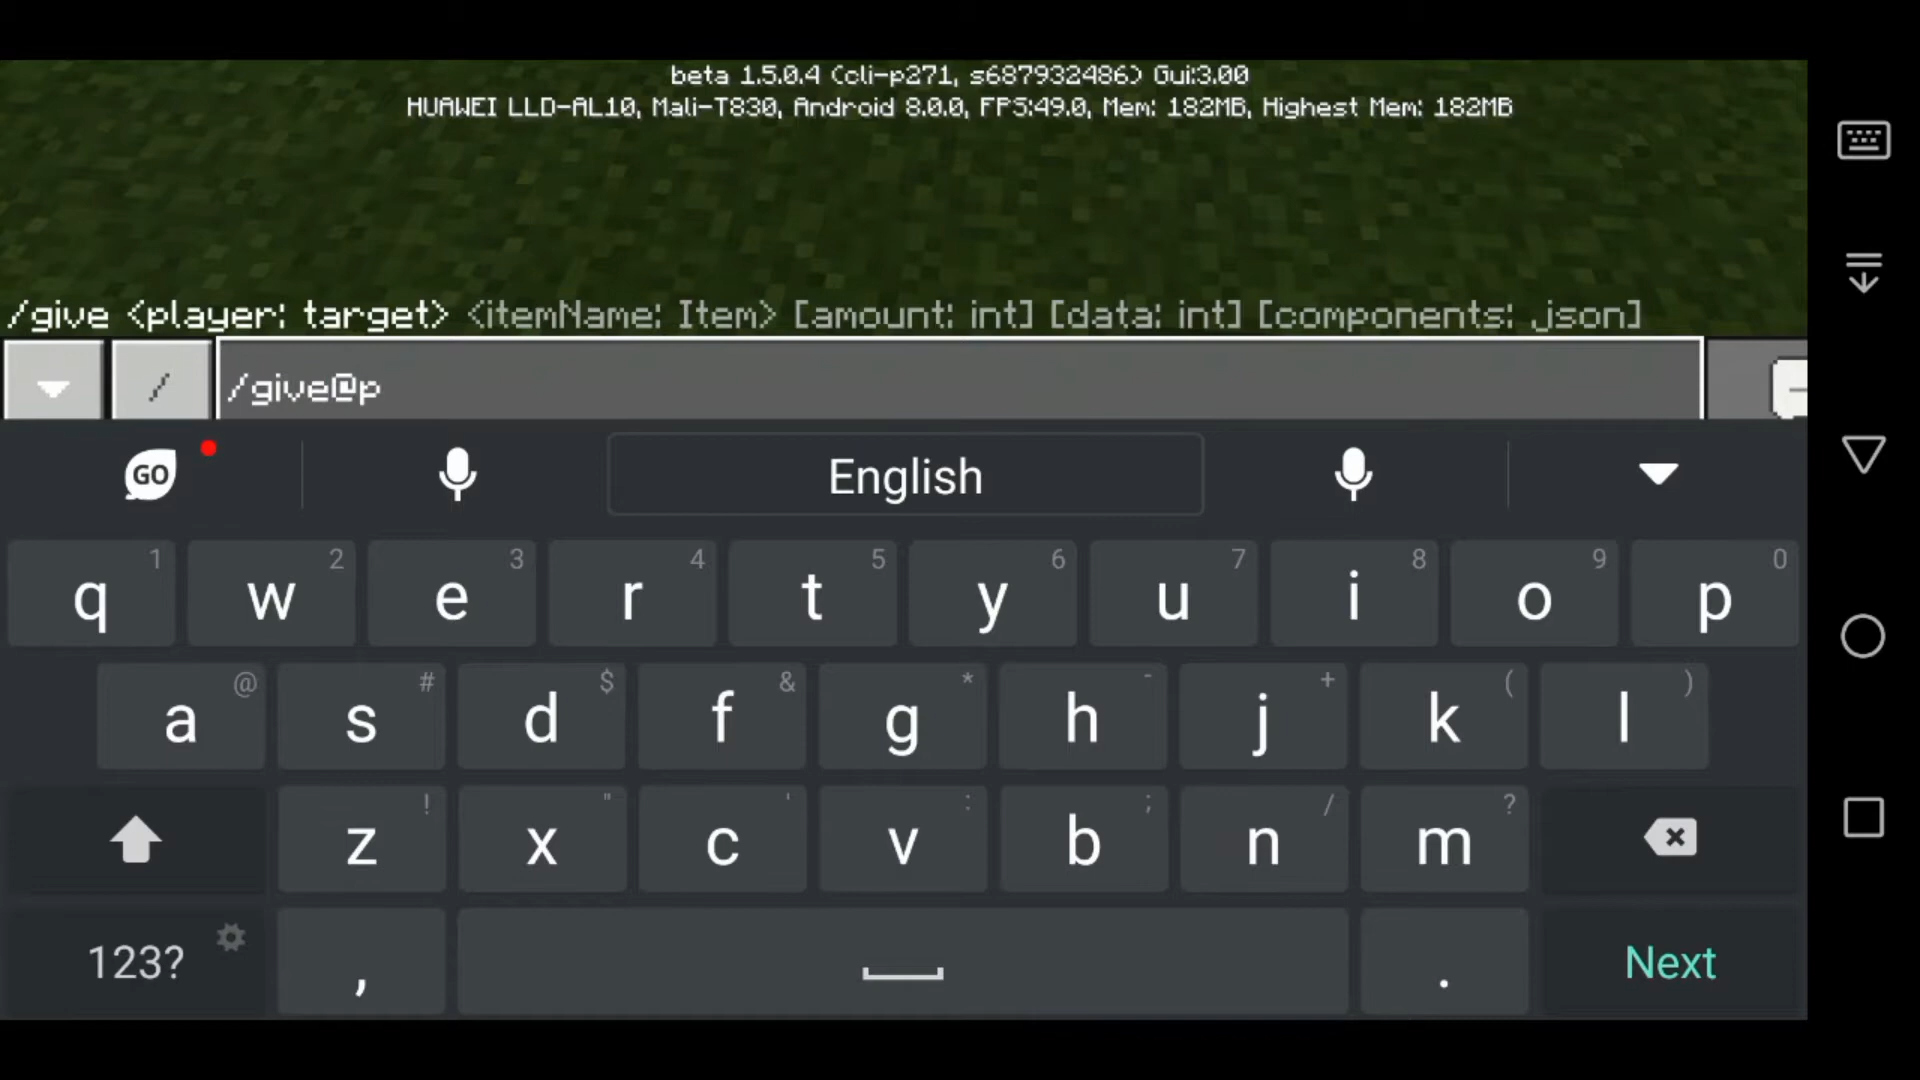 beta 1.5.0.4 (cli-p271, s687932486) Gui:3.00
HUAWEI LLD-AL10, Mali-T830, Android 8.0.0, FPS:49.0, Mem: 182MB, Highest Mem: 182MB
/give <player: target> <itemName: Item> [amount: int] [data: int] [components: json]
/ /give@p
GO English
q 1 w 2 e 3 r 4 t 5 y 6 u 7 i 8 o 9 p 0
a @ s # d $ f & g * h - j + k ( l )
z ! x " c ' v : b ; n / m ?
123? , . Next